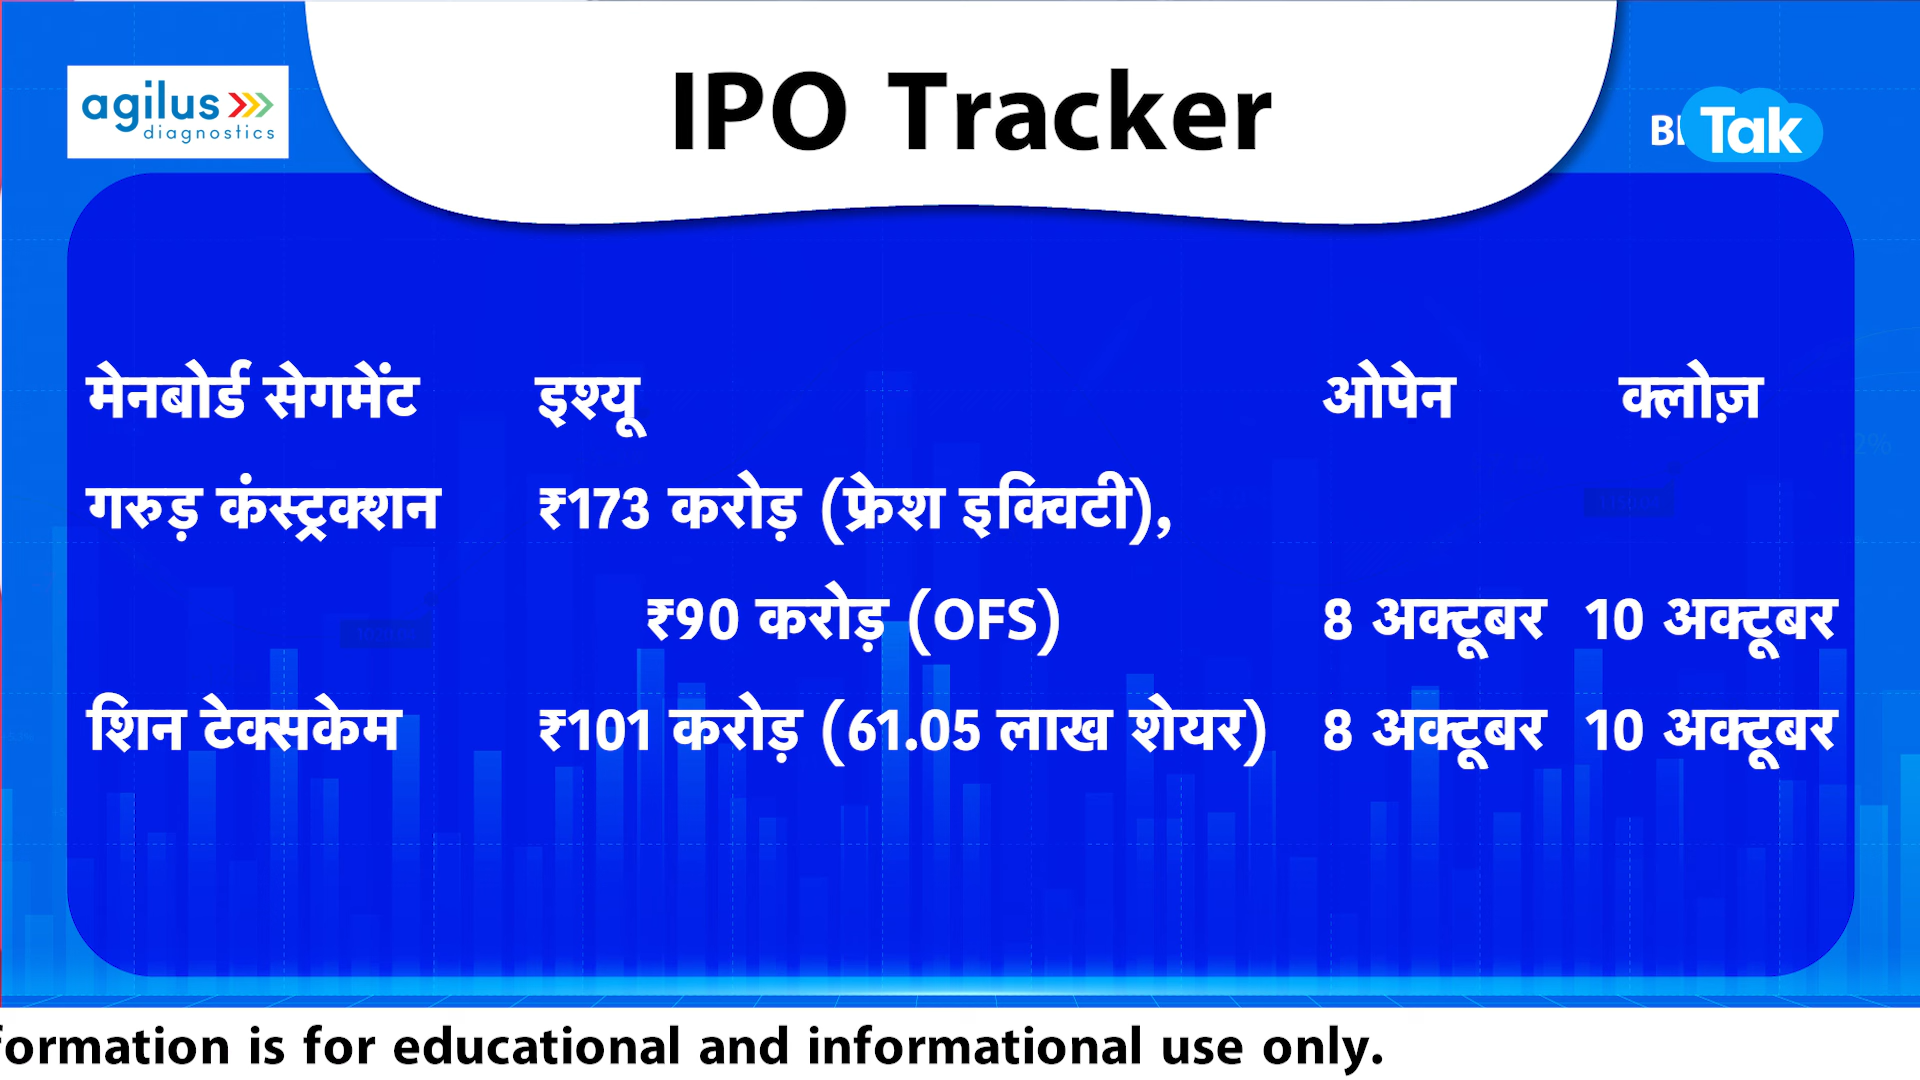 agilus
diagnostics
IPO Tracker
Tak
मेनबोर्ड सेगमेंट इश्यू ओपेन क्लोज़
गरुड़ कंस्ट्रक्शन ₹173 करोड़ (फ्रेश इक्विटी),
₹90 करोड़ (OFS) 8 अक्टूबर 10 अक्टूबर
शिन टेक्सकेम ₹101 करोड़ (61.05 लाख शेयर) 8 अक्टूबर 10 अक्टूबर
formation is for educational and informational use only.